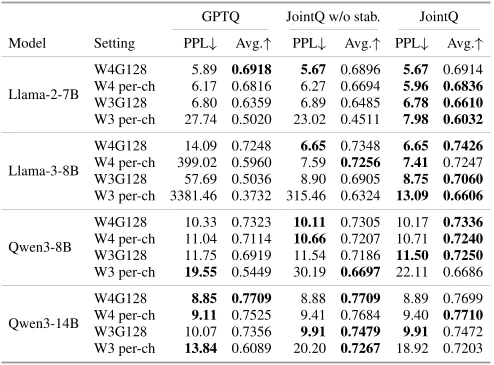 GPTQ JointQ w/o stab. JointQ
Model Setting PPL↓ Avg.↑ PPL↓ Avg.↑ PPL↓ Avg.↑
Llama-2-7B
W4G128 5.89 0.6918 5.67 0.6896 5.67 0.6914
W4 per-ch 6.17 0.6816 6.27 0.6694 5.96 0.6836
W3G128 6.80 0.6359 6.89 0.6485 6.78 0.6610
W3 per-ch 27.74 0.5020 23.02 0.4511 7.98 0.6032
Llama-3-8B
W4G128 14.09 0.7248 6.65 0.7348 6.65 0.7426
W4 per-ch 399.02 0.5960 7.59 0.7256 7.41 0.7247
W3G128 57.69 0.5036 8.90 0.6905 8.75 0.7060
W3 per-ch 3381.46 0.3732 315.46 0.6324 13.09 0.6606
Qwen3-8B
W4G128 10.33 0.7323 10.11 0.7305 10.17 0.7336
W4 per-ch 11.04 0.7114 10.66 0.7207 10.71 0.7240
W3G128 11.75 0.6919 11.54 0.7186 11.50 0.7250
W3 per-ch 19.55 0.5449 30.19 0.6697 22.11 0.6686
Qwen3-14B
W4G128 8.85 0.7709 8.88 0.7709 8.89 0.7699
W4 per-ch 9.11 0.7525 9.41 0.7684 9.40 0.7710
W3G128 10.07 0.7356 9.91 0.7479 9.91 0.7472
W3 per-ch 13.84 0.6089 20.20 0.7267 18.92 0.7203